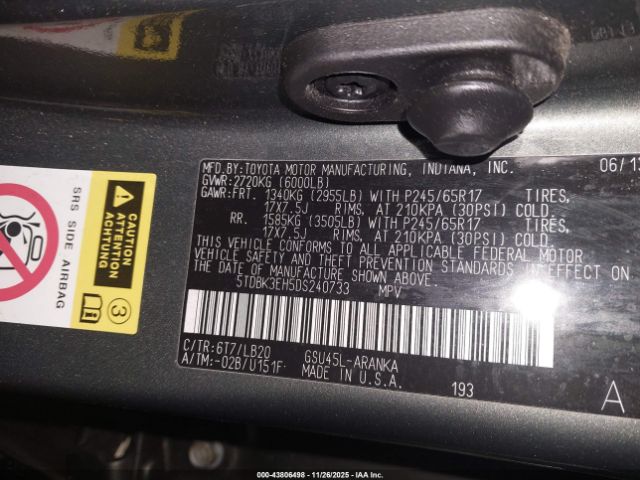 MFD.BY:TOYOTA MOTOR MANUFACTURING, INDIANA, INC. 06/13
GVWR:2720KG (6000LB)
GAWR:FRT. 1340KG (2955LB) WITH P245/65R17 TIRES,
17X7.5J RIMS, AT 210KPA (30PSI) COLD.
RR. 1585KG (3505LB) WITH P245/65R17 TIRES,
17X7.5J RIMS, AT 210KPA (30PSI) COLD.
THIS VEHICLE CONFORMS TO ALL APPLICABLE FEDERAL MOTOR
VEHICLE SAFETY AND THEFT PREVENTION STANDARDS IN EFFECT ON
THE DATE OF MANUFACTURE SHOWN ABOVE.
5TDBK3EH5DS240733 MPV
C/TR:6T7/LB20 GSU45L-ARANKA
A/TM:-02B/U151F MADE IN U.S.A.
193 A
ATTENTION
ACHTUNG
SRS SIDE AIRBAG
3
000-43806498 - 11/26/2025 - IAAI.COM